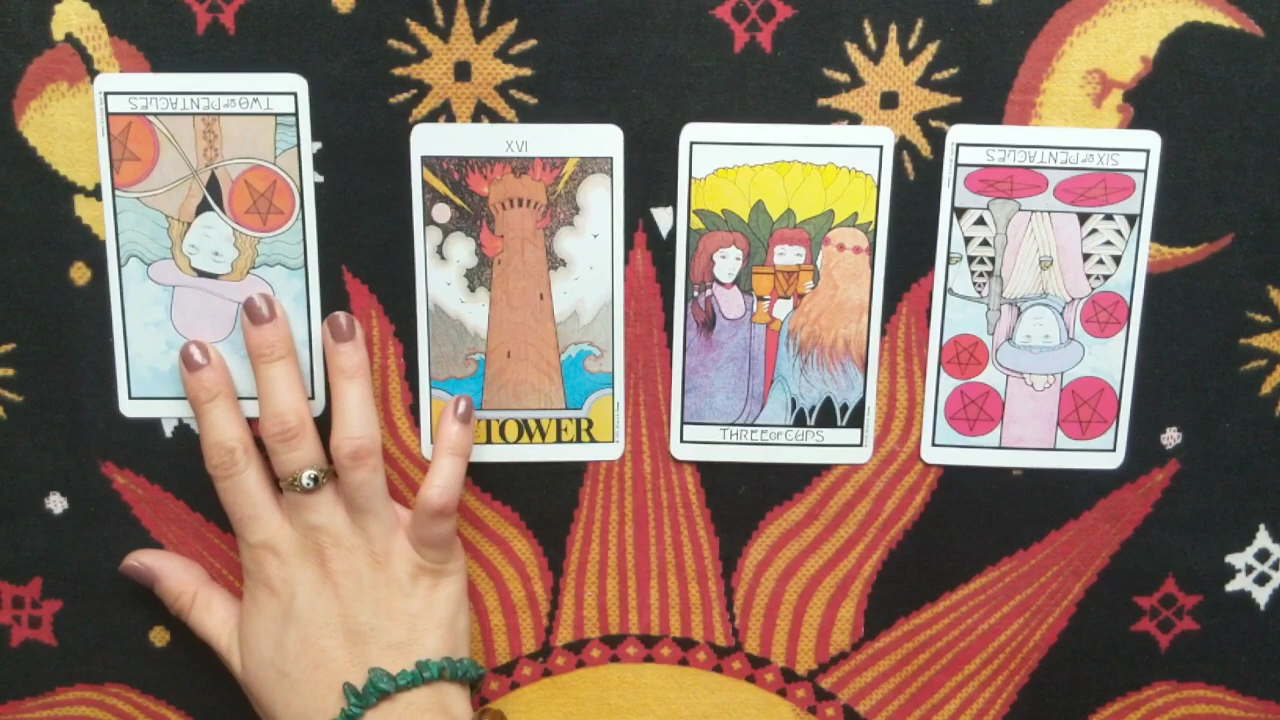 TWO OF PENTACLES
XVI
TOWER
THREE OF CUPS
SIX OF PENTACLES